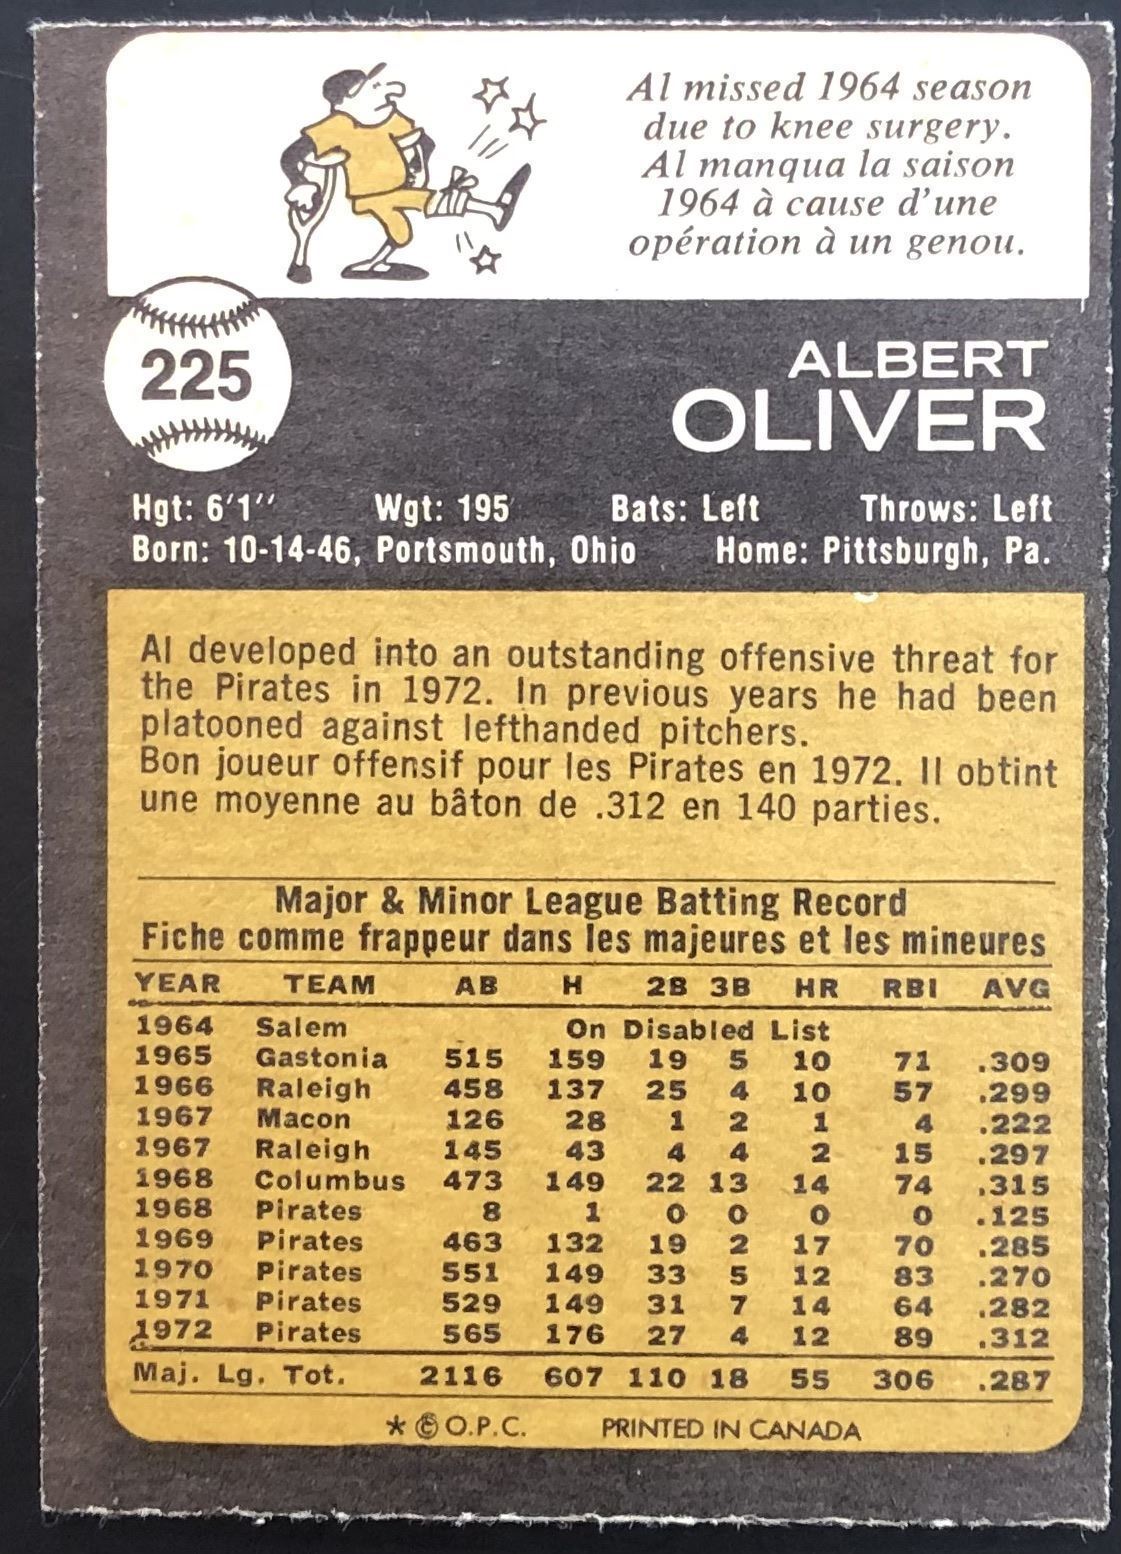 Al missed 1964 season
due to knee surgery.
Al manqua la saison
1964 à cause d'une
opération à un genou.
225
ALBERT
OLIVER
Hgt: 6'1'' Wgt: 195 Bats: Left Throws: Left
Born: 10-14-46, Portsmouth, Ohio Home: Pittsburgh, Pa.
Al developed into an outstanding offensive threat for
the Pirates in 1972. In previous years he had been
platooned against lefthanded pitchers.
Bon joueur offensif pour les Pirates en 1972. Il obtint
une moyenne au bâton de .312 en 140 parties.
Major & Minor League Batting Record
Fiche comme frappeur dans les majeures et les mineures
YEAR TEAM AB H 2B 3B HR RBI AVG
1964 Salem On Disabled List
1965 Gastonia 515 159 19 5 10 71 .309
1966 Raleigh 458 137 25 4 10 57 .299
1967 Macon 126 28 1 2 1 4 .222
1967 Raleigh 145 43 4 4 2 15 .297
1968 Columbus 473 149 22 13 14 74 .315
1968 Pirates 8 1 0 0 0 0 .125
1969 Pirates 463 132 19 2 17 70 .285
1970 Pirates 551 149 33 5 12 83 .270
1971 Pirates 529 149 31 7 14 64 .282
1972 Pirates 565 176 27 4 12 89 .312
Maj. Lg. Tot. 2116 607 110 18 55 306 .287
* © O.P.C. PRINTED IN CANADA